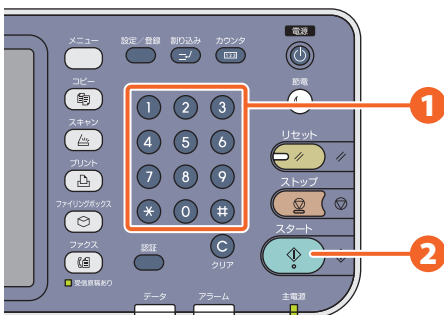 電源
メニュー
設定／登録
割り込み
カウンタ
コピー
節電
スキャン
リセット
プリント
ストップ
ファイリングボックス
スタート
ファクス
認証
クリア
受信原稿あり
データ
アラーム
主電源
1 2 3
4 5 6
7 8 9
* 0 #
C
1
2